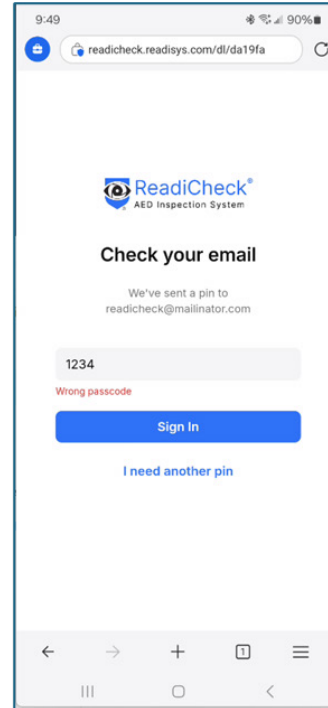 9:49
90%
readicheck.readisys.com/dl/da19fa
ReadiCheck®
AED Inspection System
Check your email
We've sent a pin to
readicheck@mailinator.com
1234
Wrong passcode
Sign In
I need another pin
1